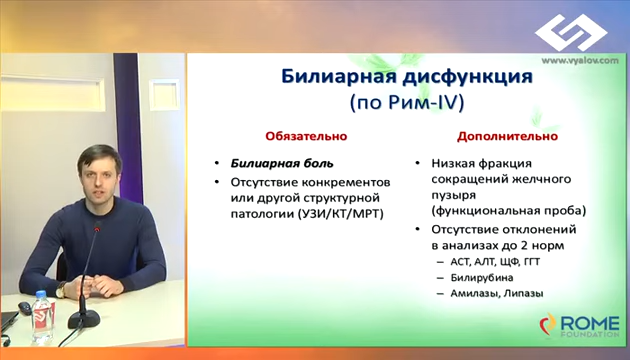 www.vyalov.com
Билиарная дисфункция
(по Рим-IV)
Обязательно
• Билиарная боль
• Отсутствие конкрементов
или другой структурной
патологии (УЗИ/КТ/МРТ)
Дополнительно
• Низкая фракция
сокращений желчного
пузыря
(функциональная проба)
• Отсутствие отклонений
в анализах до 2 норм
– АСТ, АЛТ, ЩФ, ГГТ
– Билирубина
– Амилазы, Липазы
ROME
FOUNDATION